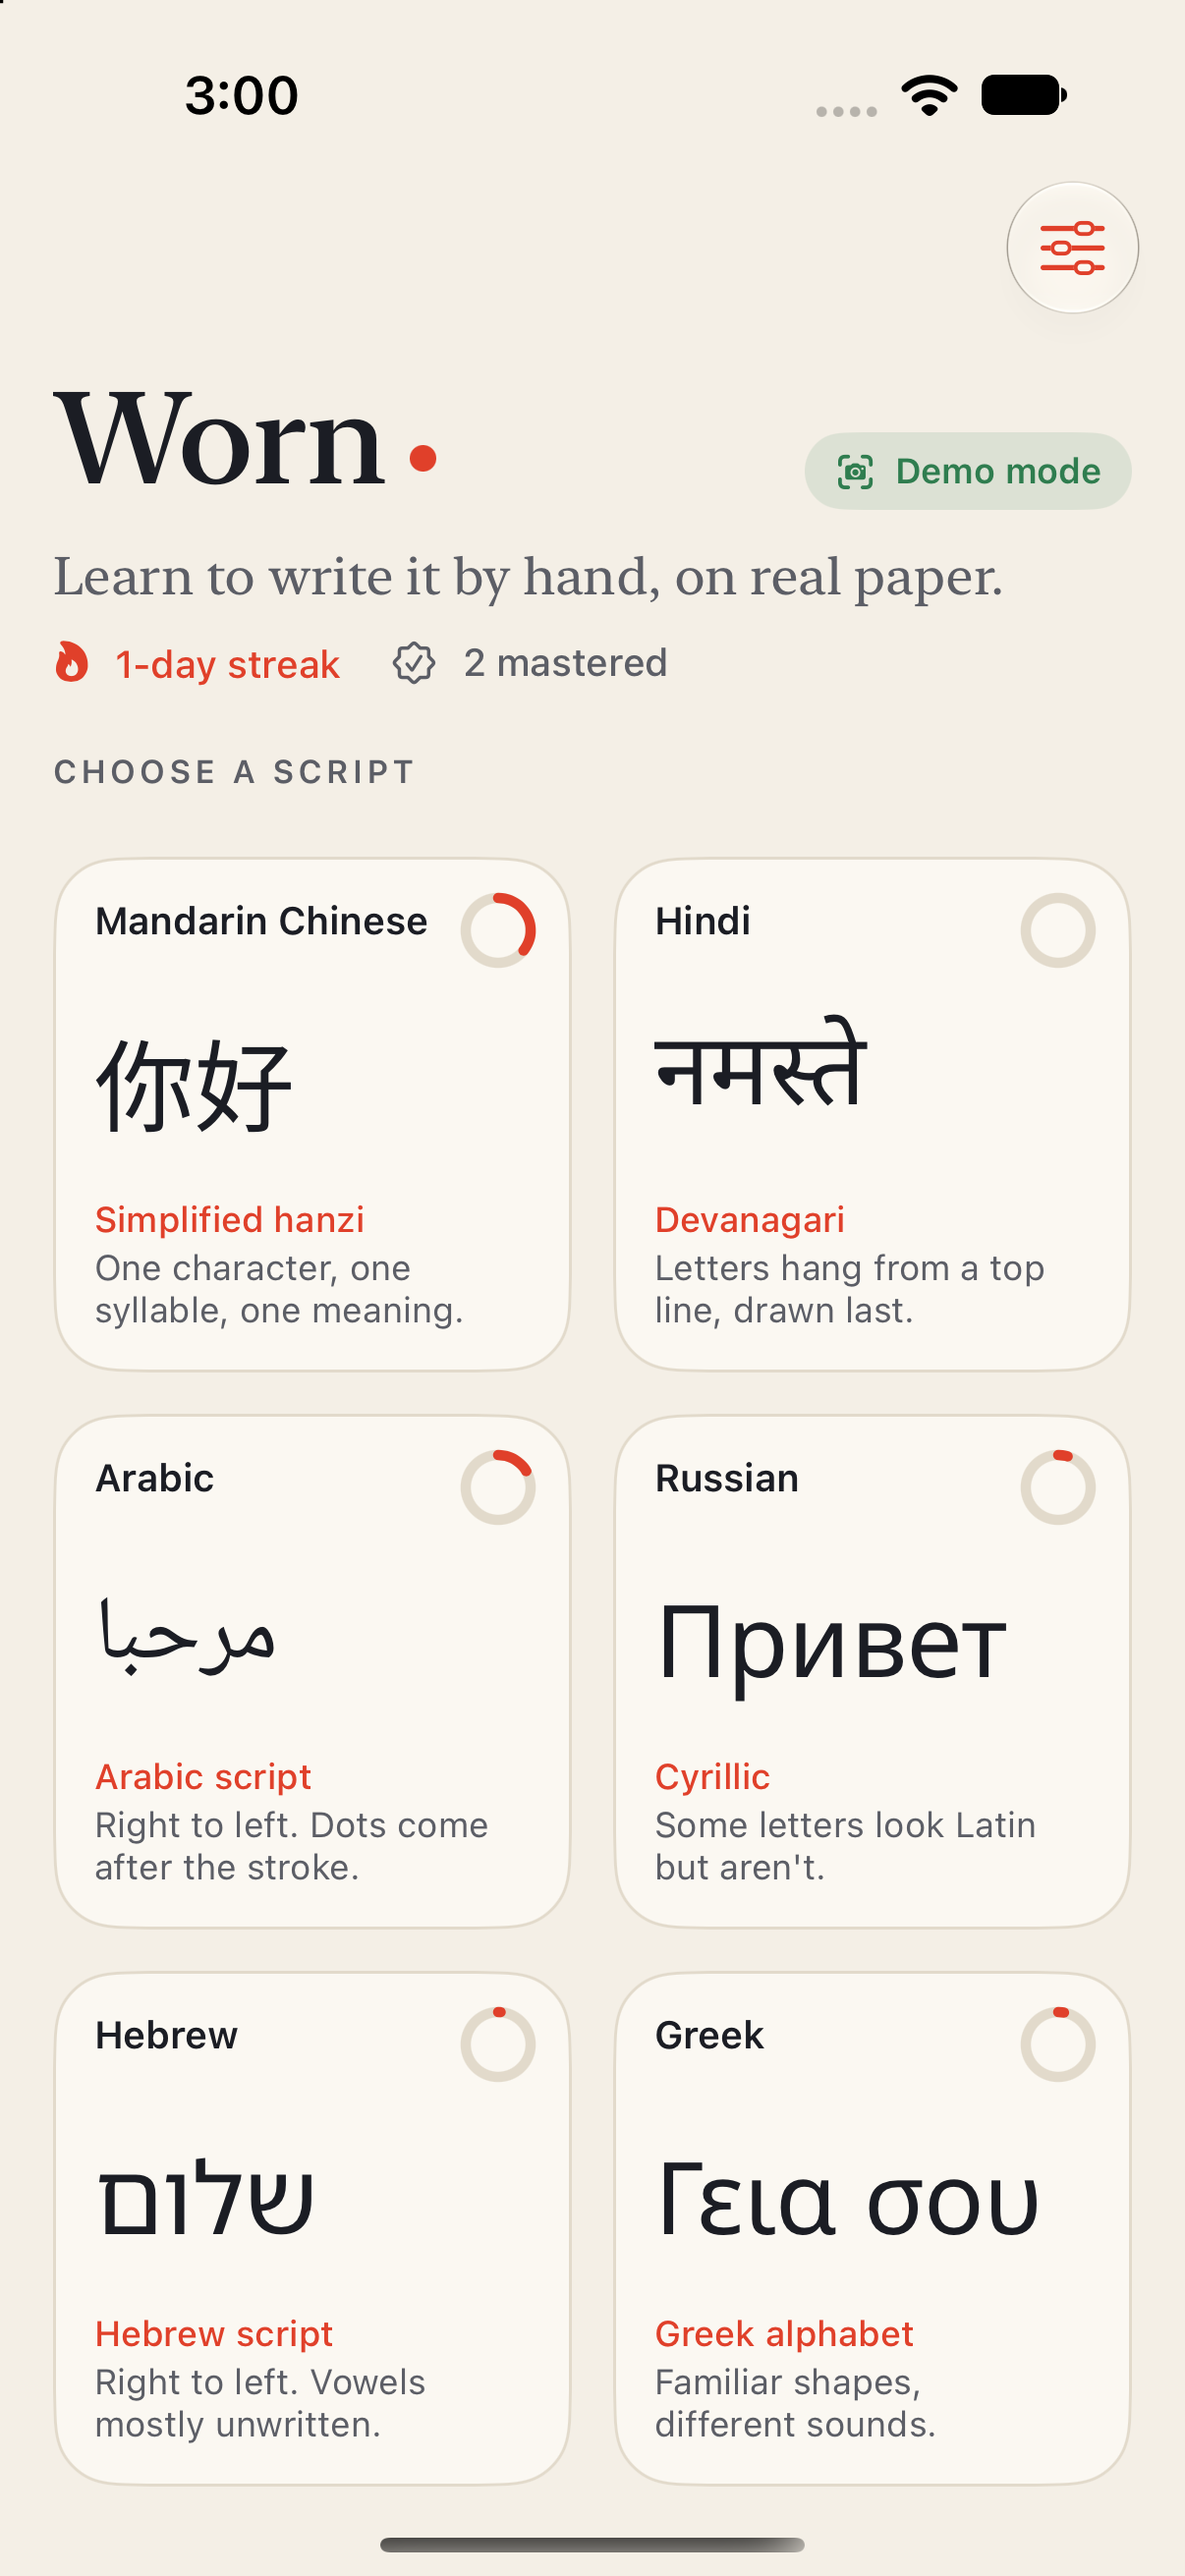 3:00
Worn
Demo mode
Learn to write it by hand, on real paper.
1-day streak
2 mastered
CHOOSE A SCRIPT
Mandarin Chinese
你好
Simplified hanzi
One character, one
syllable, one meaning.
Hindi
नमस्ते
Devanagari
Letters hang from a top
line, drawn last.
Arabic
مرحبا
Arabic script
Right to left. Dots come
after the stroke.
Russian
Привет
Cyrillic
Some letters look Latin
but aren't.
Hebrew
שלום
Hebrew script
Right to left. Vowels
mostly unwritten.
Greek
Γεια σου
Greek alphabet
Familiar shapes,
different sounds.